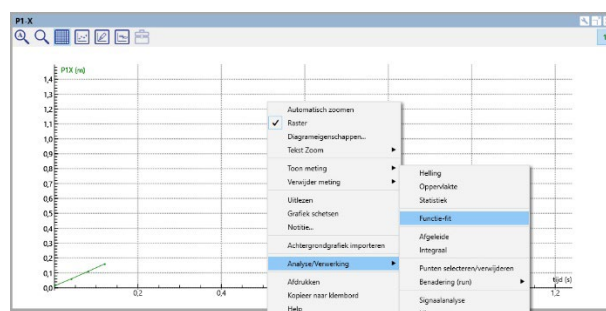 P1-X
P1X (m)
1,4
1,3
1,2
1,1
1,0
0,9
0,8
0,7
0,6
0,5
0,4
0,3
0,2
0,1
0,0
0,2
0,4
1,2
tijd (s)
Automatisch zoomen
Raster
Diagrameigenschappen...
Tekst Zoom
Toon meting
Verwijder meting
Uitlezen
Grafiek schetsen
Notitie...
Achtergrondgrafiek importeren
Analyse/Verwerking
Afdrukken
Kopieer naar klembord
Help
Helling
Oppervlakte
Statistiek
Functie-fit
Afgeleide
Integraal
Punten selecteren/verwijderen
Benadering (run)
Signaalanalyse